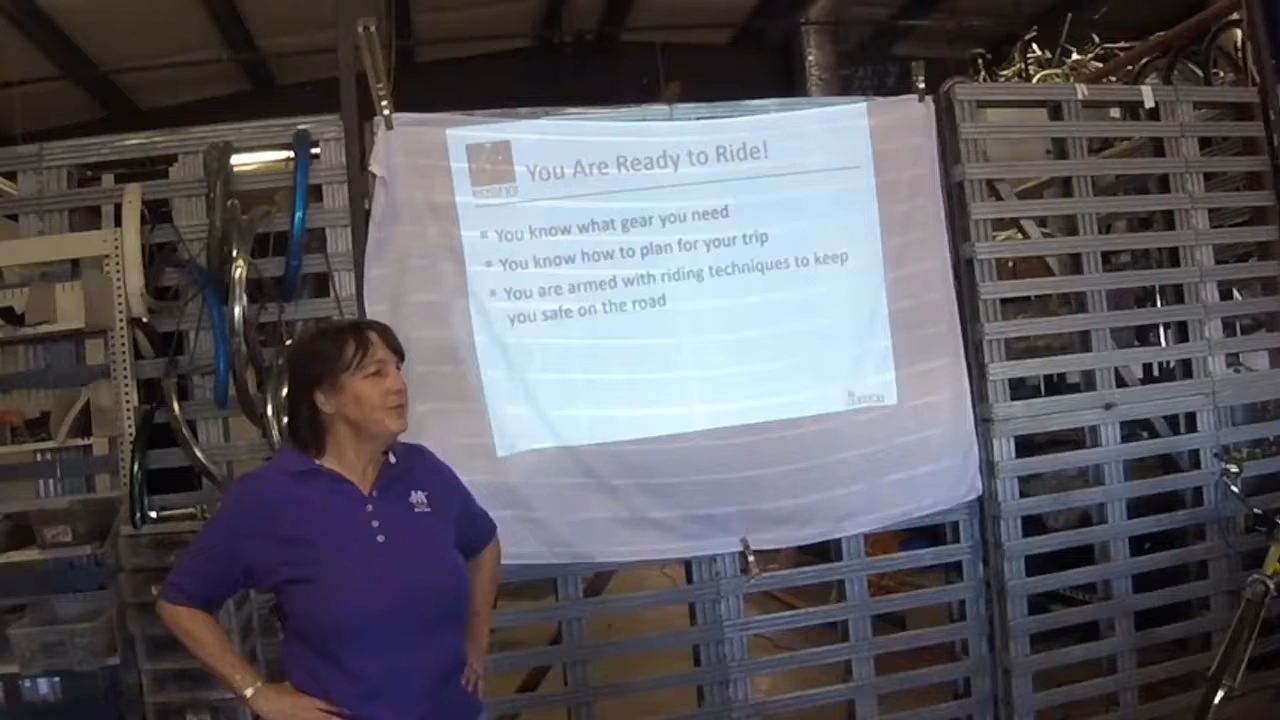 You Are Ready to Ride!
You know what gear you need
You know how to plan for your trip
You are armed with riding techniques to keep
you safe on the road